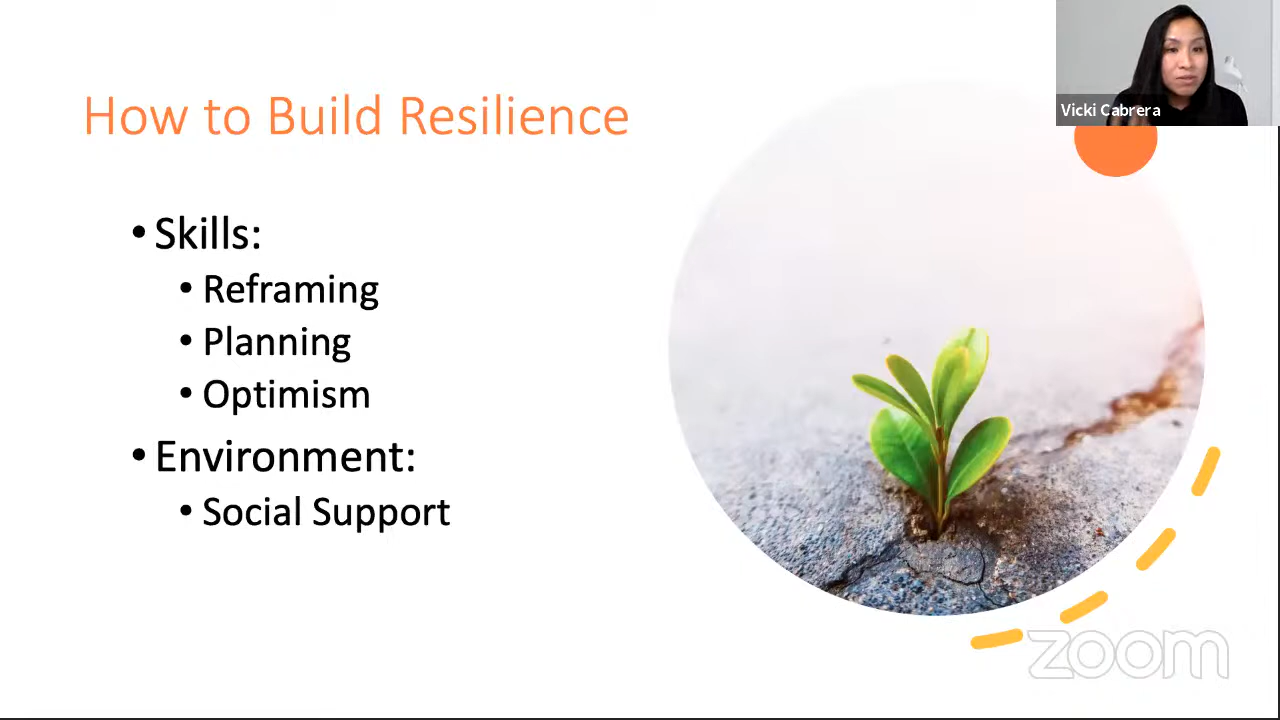 Vicki Cabrera
How to Build Resilience
• Skills:
• Reframing
• Planning
• Optimism
• Environment:
• Social Support
zoom